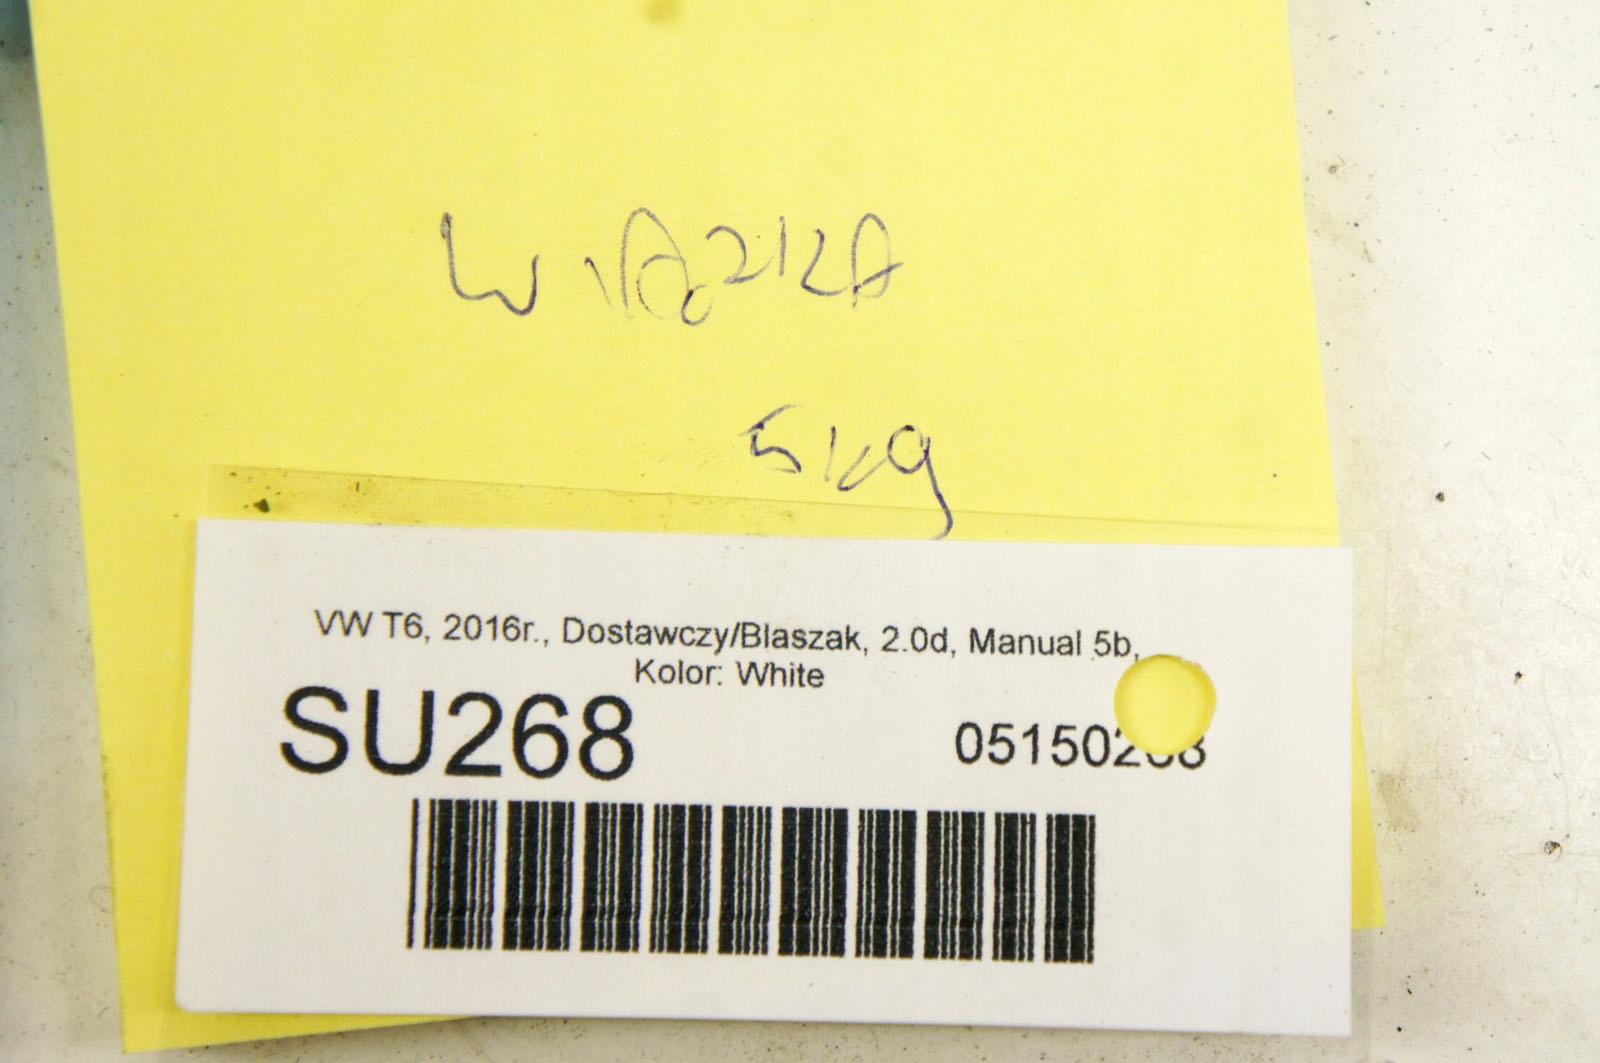 WIĄZKA
5kg
VW T6, 2016r., Dostawczy/Blaszak, 2.0d, Manual 5b,
Kolor: White
SU268